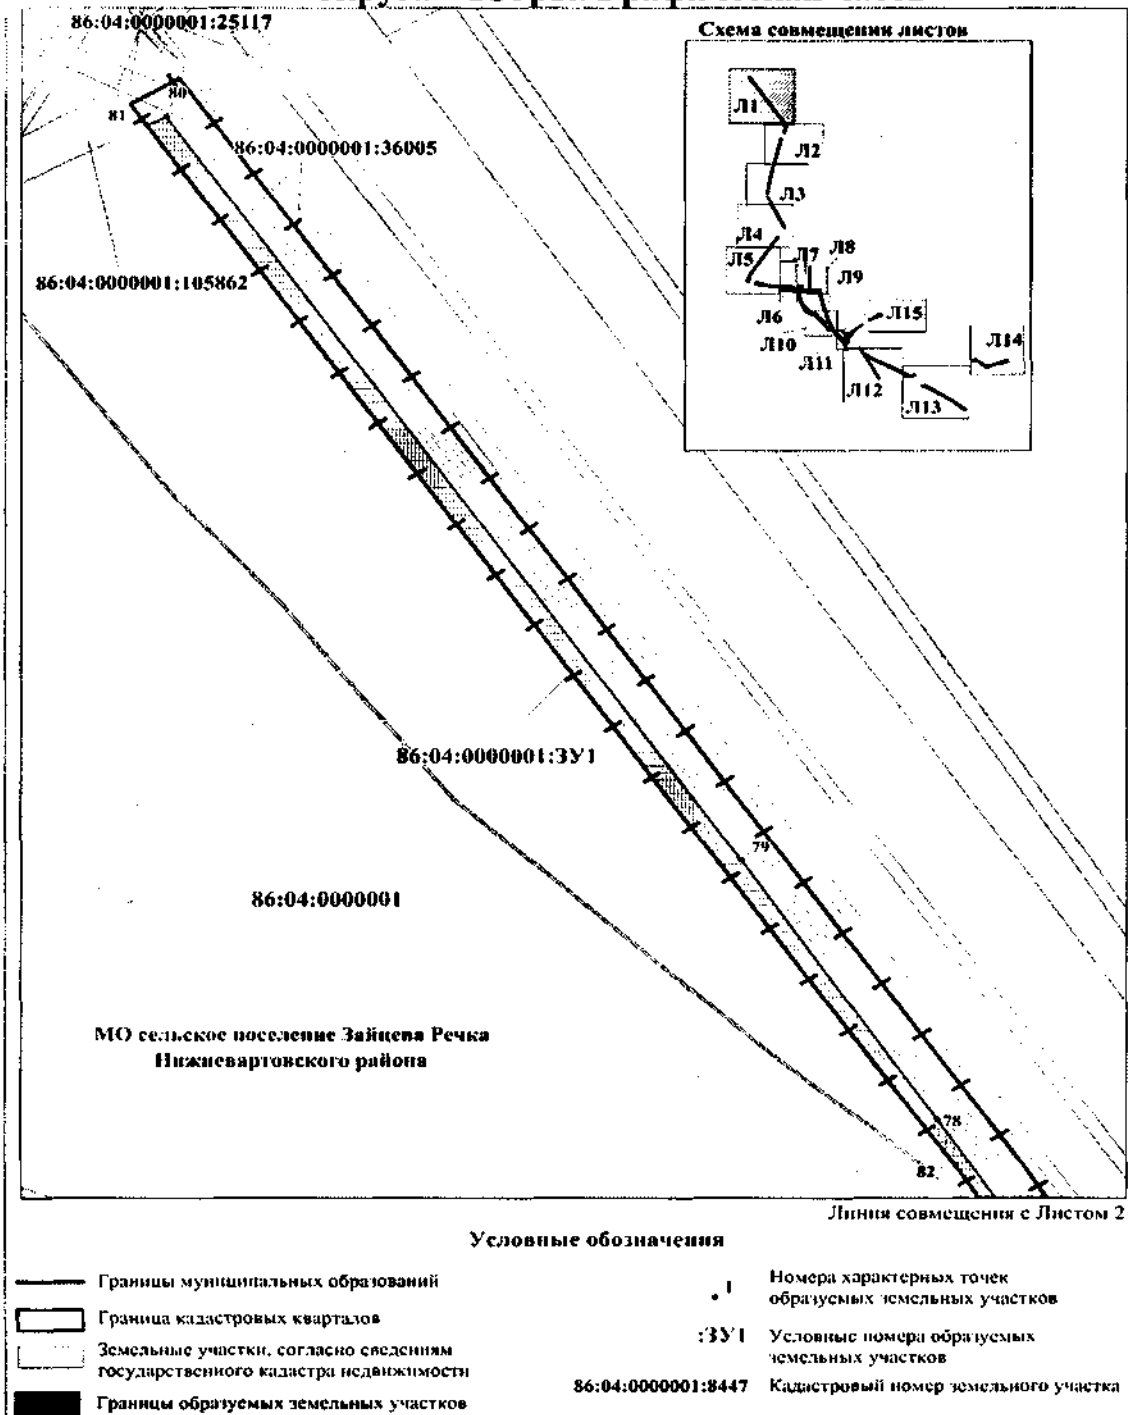 86:04:0000001:25117
Схема совмещения листов
80
81
86:04:0000001:36005
86:04:0000001:105862
Л1
Л2
Л3
Л4
Л5
Л7
Л8
Л9
Л6
Л10
Л11
Л15
Л14
Л12
Л13
86:04:0000001:ЗУ1
79
86:04:0000001
МО сельское поселение Зайцева Речка
Нижневартовского района
78
82
Линия совмещения с Листом 2
Условные обозначения
Границы муниципальных образований
Граница кадастровых кварталов
Земельные участки, согласно сведениям
государственного кадастра недвижимости
Границы образуемых земельных участков
1
Номера характерных точек
образуемых земельных участков
:ЗУ1 Условные номера образуемых
земельных участков
86:04:0000001:8447 Кадастровый номер земельного участка